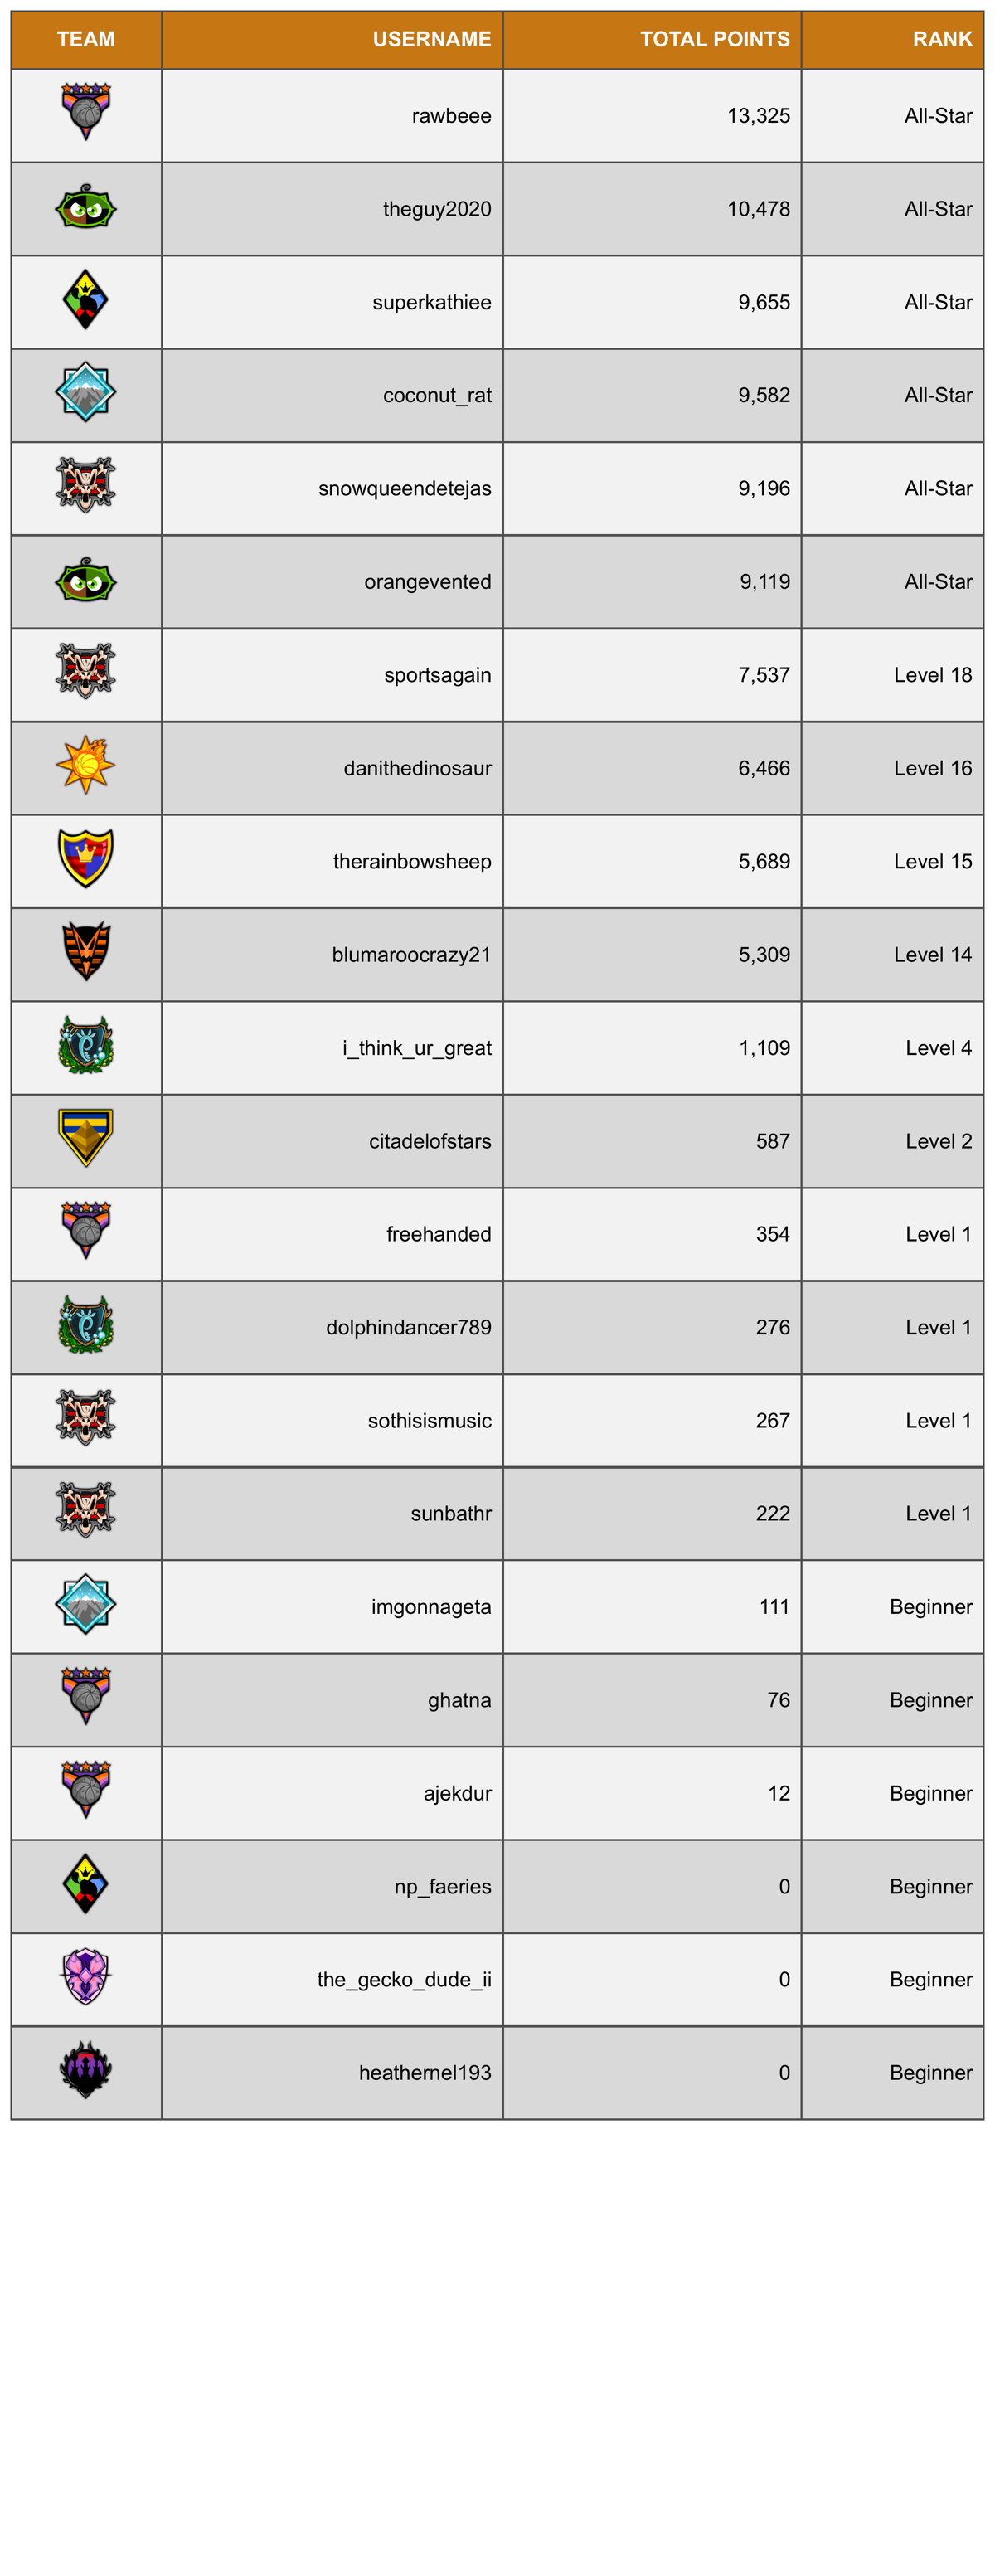 TEAM USERNAME TOTAL POINTS RANK
rawbeee 13,325 All-Star
theguy2020 10,478 All-Star
superkathiee 9,655 All-Star
coconut_rat 9,582 All-Star
snowqueendetejas 9,196 All-Star
orangevented 9,119 All-Star
sportsagain 7,537 Level 18
danithedinosaur 6,466 Level 16
therainbowsheep 5,689 Level 15
blumaroocrazy21 5,309 Level 14
i_think_ur_great 1,109 Level 4
citadelofstars 587 Level 2
freehanded 354 Level 1
dolphindancer789 276 Level 1
sothisismusic 267 Level 1
sunbathr 222 Level 1
imgonnageta 111 Beginner
ghatna 76 Beginner
ajekdur 12 Beginner
np_faeries 0 Beginner
the_gecko_dude_ii 0 Beginner
heathernel193 0 Beginner